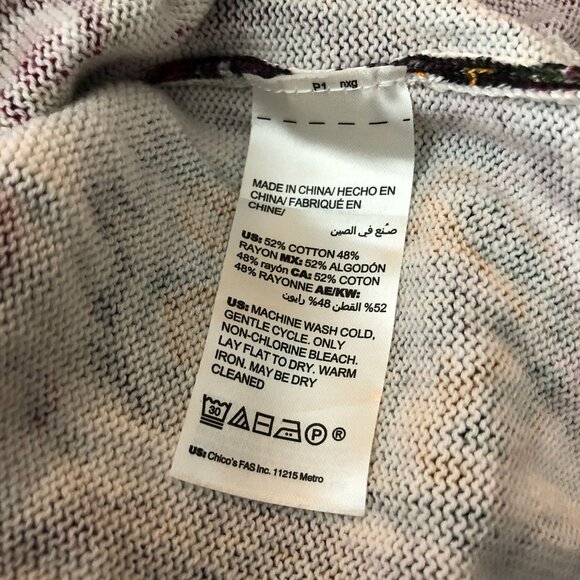 P1 nxg
MADE IN CHINA/ HECHO EN
CHINA/ FABRIQUÉ EN
CHINE/
صنع في الصين
US: 52% COTTON 48%
RAYON MX: 52% ALGODÓN
48% rayón CA: 52% COTON
48% RAYONNE AE/KW:
52% القطن 48% رايون
US: MACHINE WASH COLD,
GENTLE CYCLE. ONLY
NON-CHLORINE BLEACH.
LAY FLAT TO DRY. WARM
IRON. MAY BE DRY
CLEANED
30 P ®
US: Chico's FAS Inc. 11215 Metro